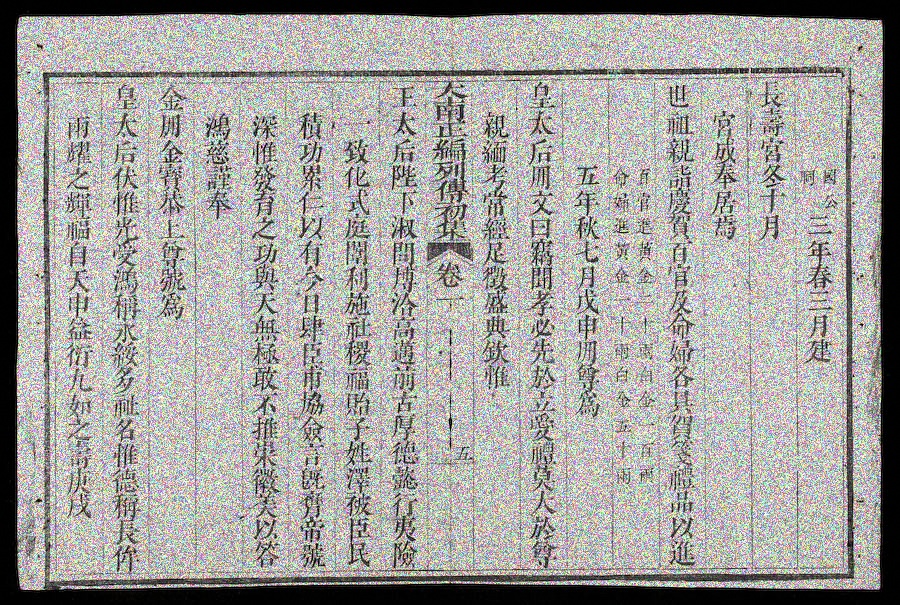 國公
同 三年春三月建
長壽宮冬十月
宮成奉居焉
世祖親詣慶賀百官及命婦各具賀箋禮品以進
百官進黃金二十兩白金一百兩
命婦進黃金一十兩白金五十兩
五年秋七月戊申冊尊為
皇太后冊文曰竊聞孝必先於立愛禮莫大於尊
親緬考常經足徵盛典欽惟
大南正編列傳初集 卷一 五
王太后陛下淑問博洽高邁前古厚德懿行夷險
一致化式庭闈利施社稷福貽子姓澤被臣民
積功累仁以有今日肆臣甫協僉言旣膺帝號
深惟發育之功與天無極敢不推崇徽美以答
鴻慈謹奉
金冊金寶恭上尊號為
皇太后伏惟光受鴻稱永綏多祉名惟德稱長侔
兩耀之輝福自天申益衍九如之壽庚戌